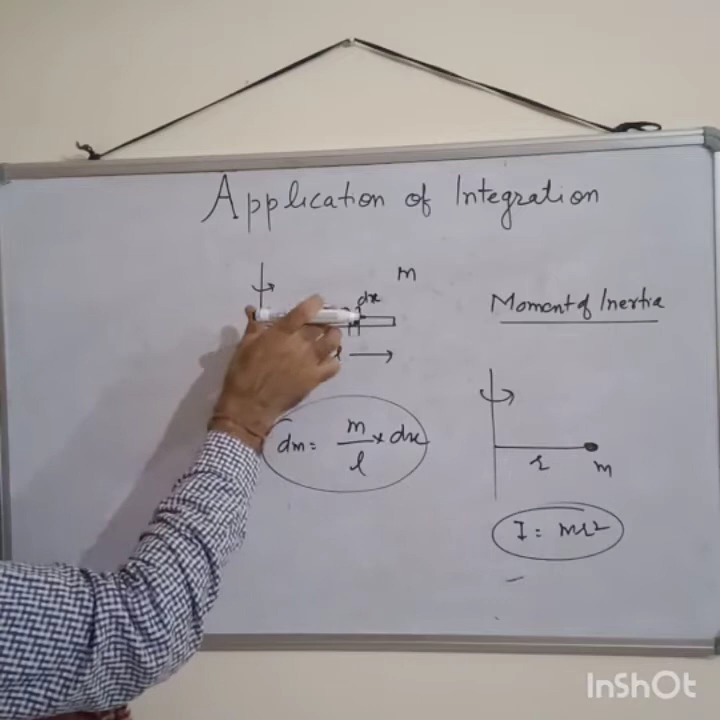 Application of Integration
m
dx
l
dm = m/l × dx
Moment of Inertia
r
m
I = mr²
InShOt